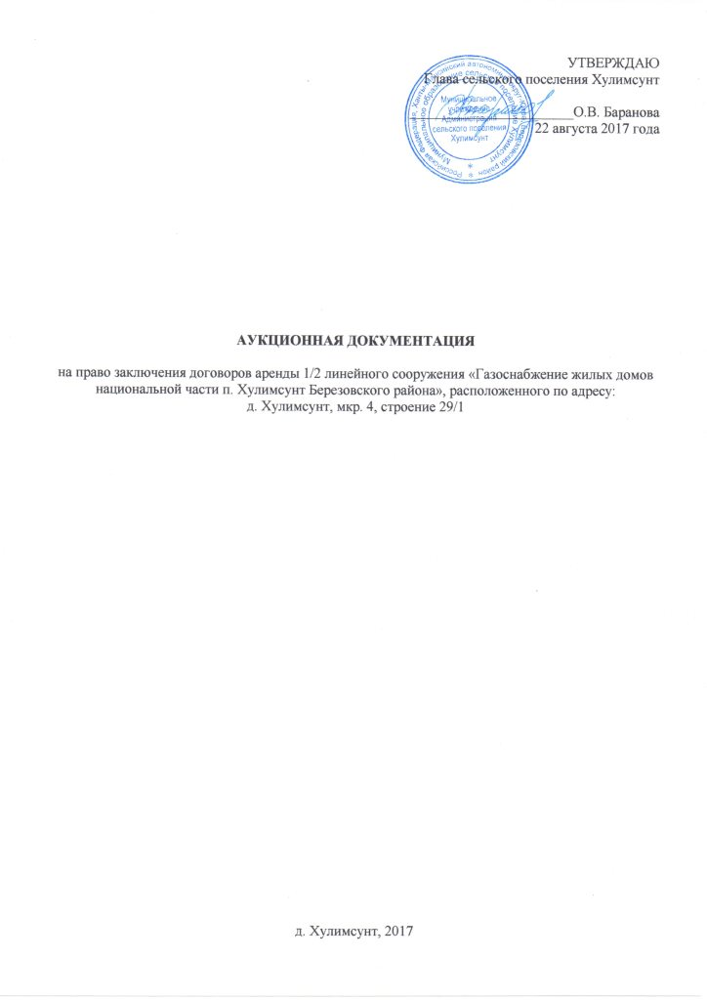 УТВЕРЖДАЮ
Глава сельского поселения Хулимсунт
О.В. Баранова
22 августа 2017 года
Муниципальное
учреждение
Администрация
сельского поселения
Хулимсунт
АУКЦИОННАЯ ДОКУМЕНТАЦИЯ
на право заключения договоров аренды 1/2 линейного сооружения «Газоснабжение жилых домов
национальной части п. Хулимсунт Березовского района», расположенного по адресу:
д. Хулимсунт, мкр. 4, строение 29/1
д. Хулимсунт, 2017